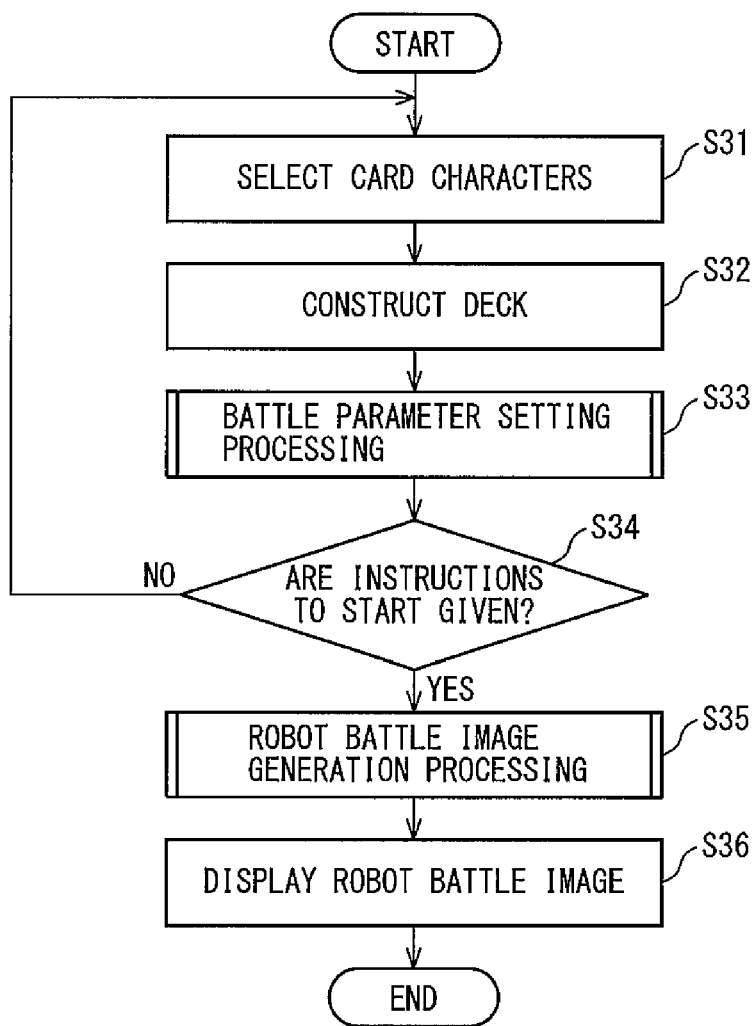 START
S31
SELECT CARD CHARACTERS
S32
CONSTRUCT DECK
S33
BATTLE PARAMETER SETTING
PROCESSING
S34
NO
ARE INSTRUCTIONS
TO START GIVEN?
YES
S35
ROBOT BATTLE IMAGE
GENERATION PROCESSING
S36
DISPLAY ROBOT BATTLE IMAGE
END